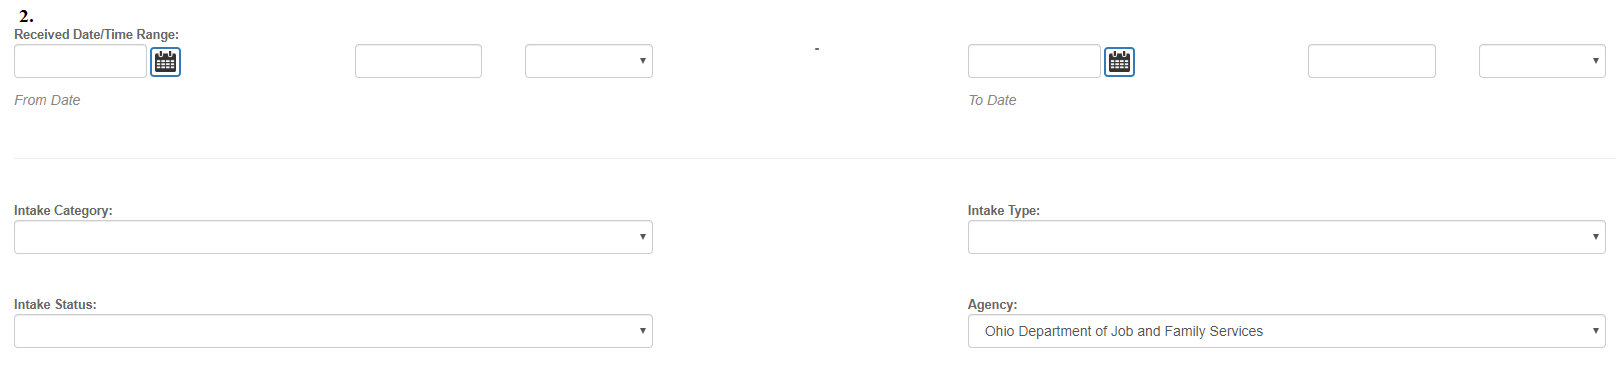 2.
Received Date/Time Range:
-
From Date To Date
Intake Category: Intake Type:
Intake Status: Agency:
Ohio Department of Job and Family Services